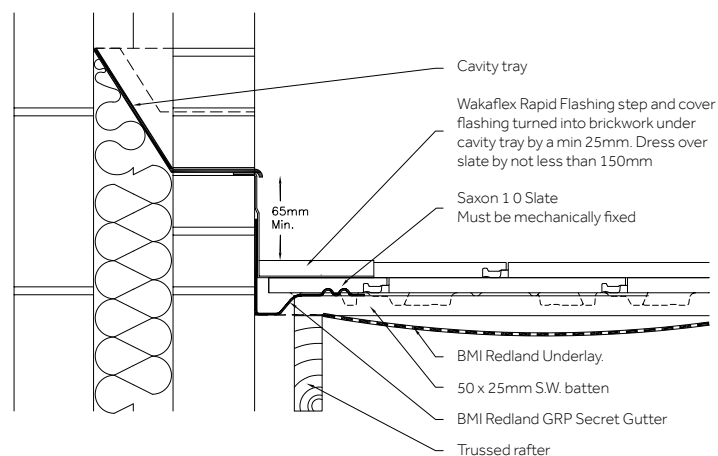 Cavity tray
Wakaflex Rapid Flashing step and cover
flashing turned into brickwork under
cavity tray by a min 25mm. Dress over
slate by not less than 150mm
65mm
Min.
Saxon 1 0 Slate
Must be mechanically fixed
BMI Redland Underlay.
50 x 25mm S.W. batten
BMI Redland GRP Secret Gutter
Trussed rafter